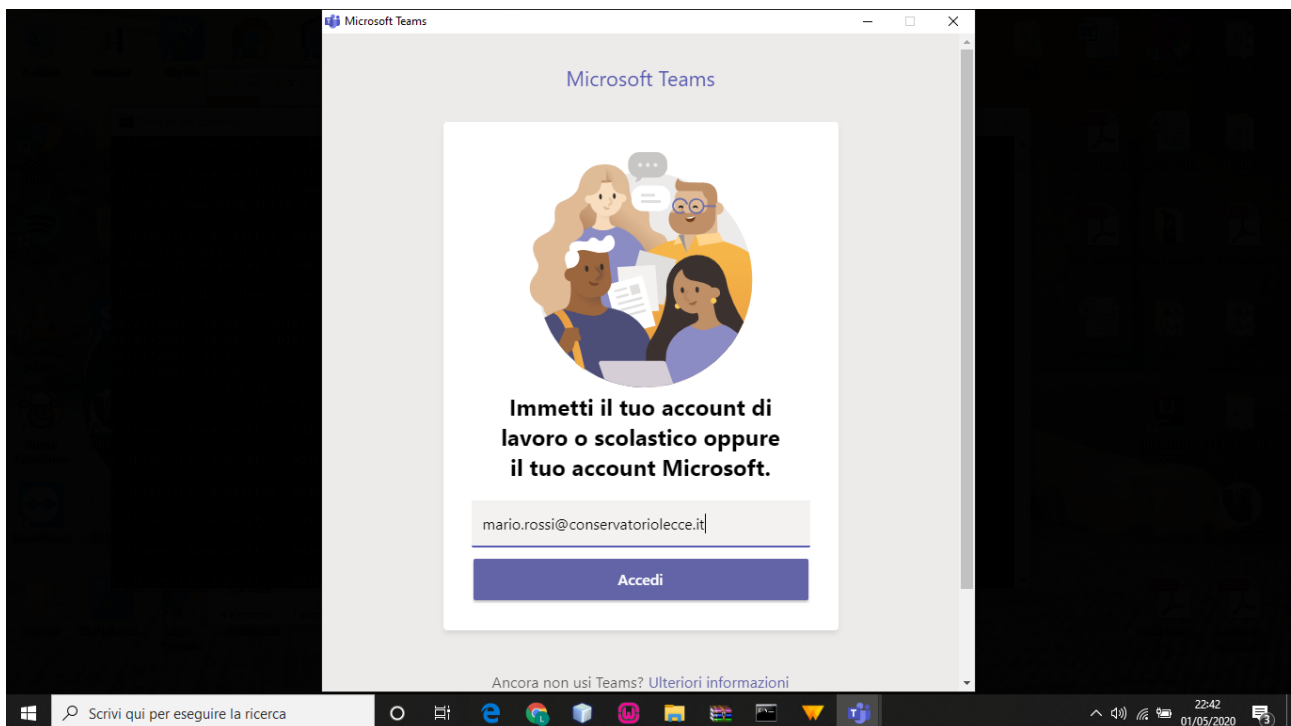 Microsoft Teams
Microsoft Teams
Immetti il tuo account di
lavoro o scolastico oppure
il tuo account Microsoft.
mario.rossi@conservatoriolecce.it
Accedi
Ancora non usi Teams? Ulteriori informazioni
Scrivi qui per eseguire la ricerca
22:42
01/05/2020
3